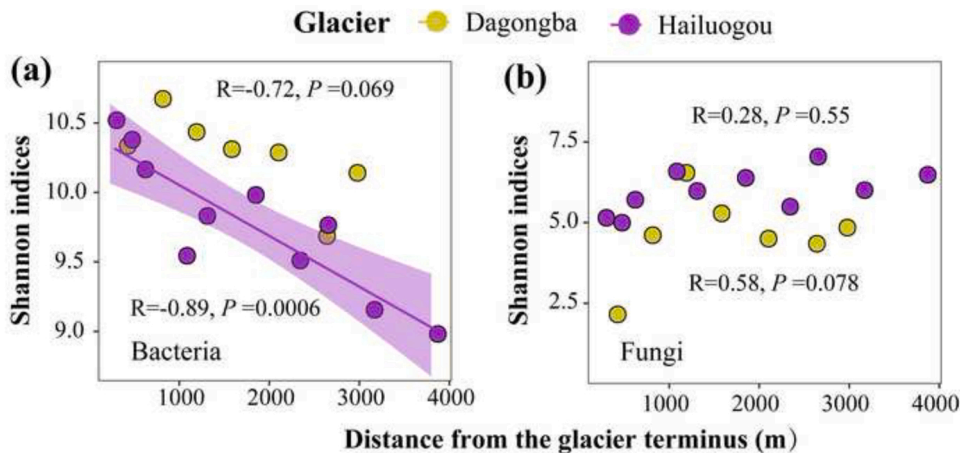 Glacier Dagongba Hailuogou
(a)
R=-0.72, P =0.069
10.5
10.0
9.5
9.0
Shannon indices
R=-0.89, P =0.0006
Bacteria
1000 2000 3000 4000
(b)
R=0.28, P =0.55
7.5
5.0
2.5
Shannon indices
R=0.58, P =0.078
Fungi
1000 2000 3000 4000
Distance from the glacier terminus (m)